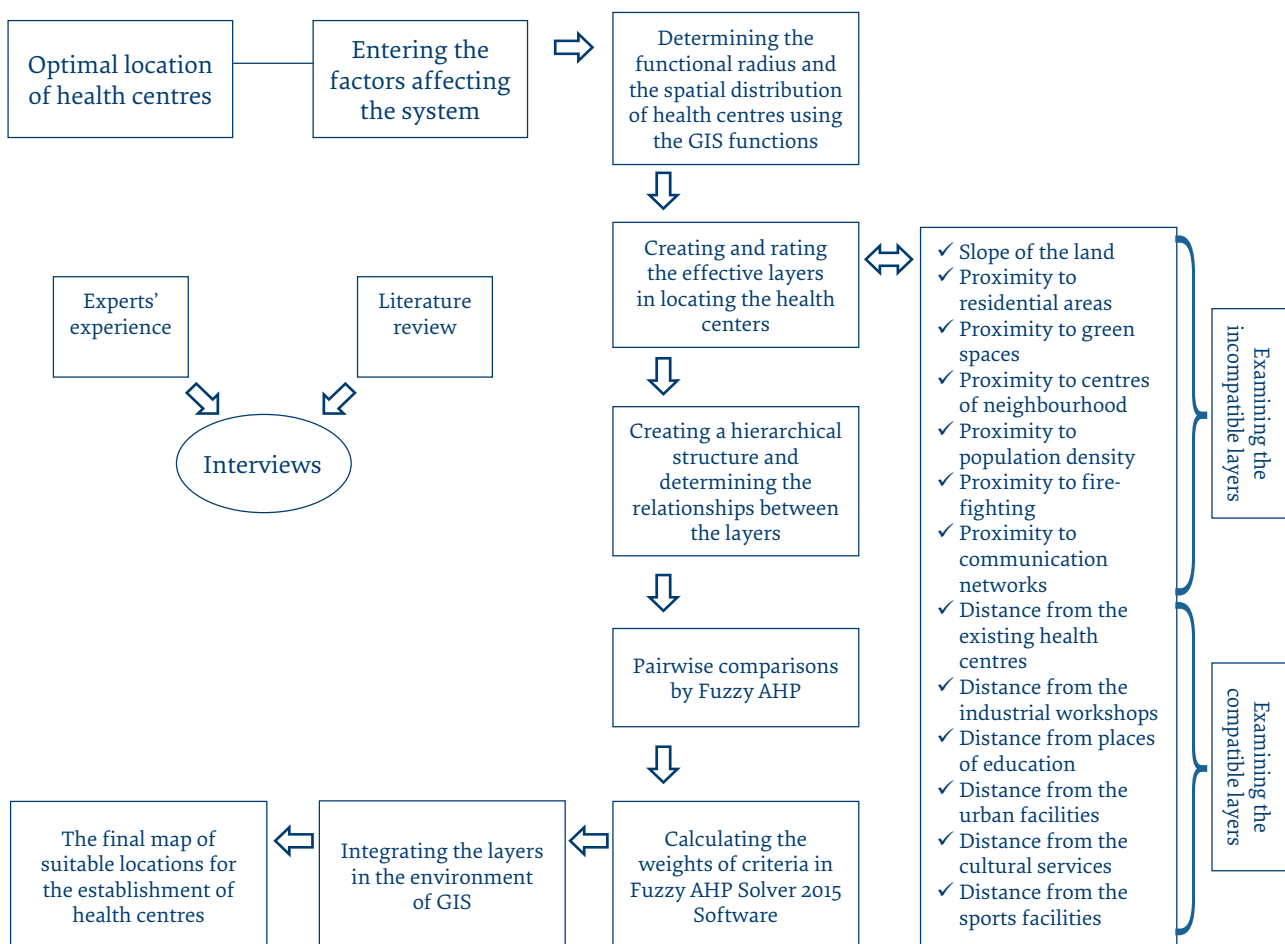 Optimal location
of health centres
Entering the
factors affecting
the system
Determining the
functional radius and
the spatial distribution
of health centres using
the GIS functions
Creating and rating
the effective layers
in locating the health
centers
✓ Slope of the land
✓ Proximity to
residential areas
✓ Proximity to green
spaces
✓ Proximity to centres
of neighbourhood
✓ Proximity to
population density
✓ Proximity to fire-
fighting
✓ Proximity to
communication
networks
✓ Distance from the
existing health
centres
✓ Distance from the
industrial workshops
✓ Distance from places
of education
✓ Distance from the
urban facilities
✓ Distance from the
cultural services
✓ Distance from the
sports facilities
Examining the
incompatible layers
Examining the
compatible layers
Experts’
experience
Literature
review
Interviews
Creating a hierarchical
structure and
determining the
relationships between
the layers
Pairwise comparisons
by Fuzzy AHP
Calculating the
weights of criteria in
Fuzzy AHP Solver 2015
Software
Integrating the layers
in the environment
of GIS
The final map of
suitable locations for
the establishment of
health centres